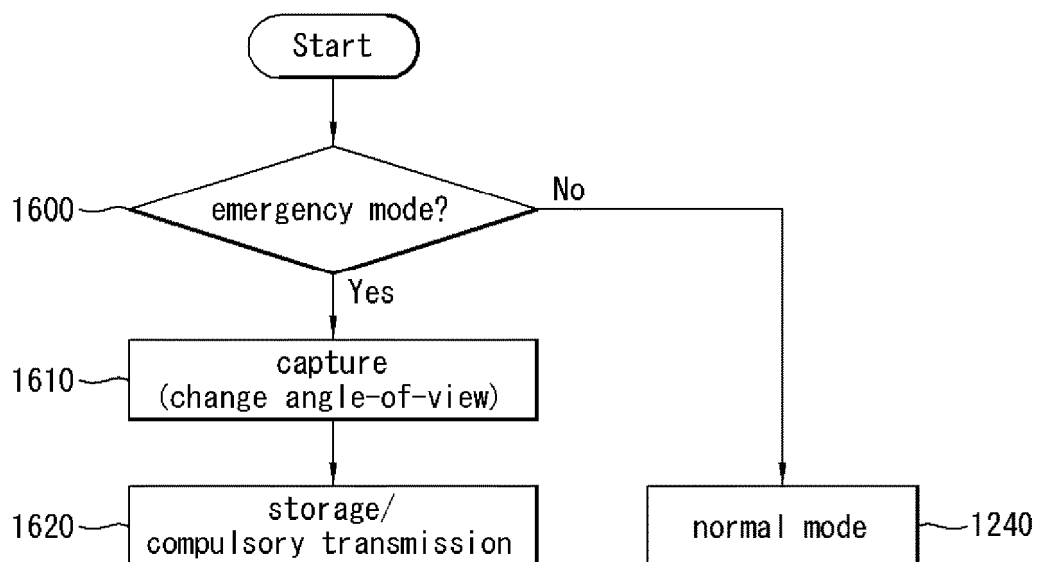 Start
1600
emergency mode?
No
Yes
1610
capture
(change angle-of-view)
1620
storage/
compulsory transmission
normal mode
1240